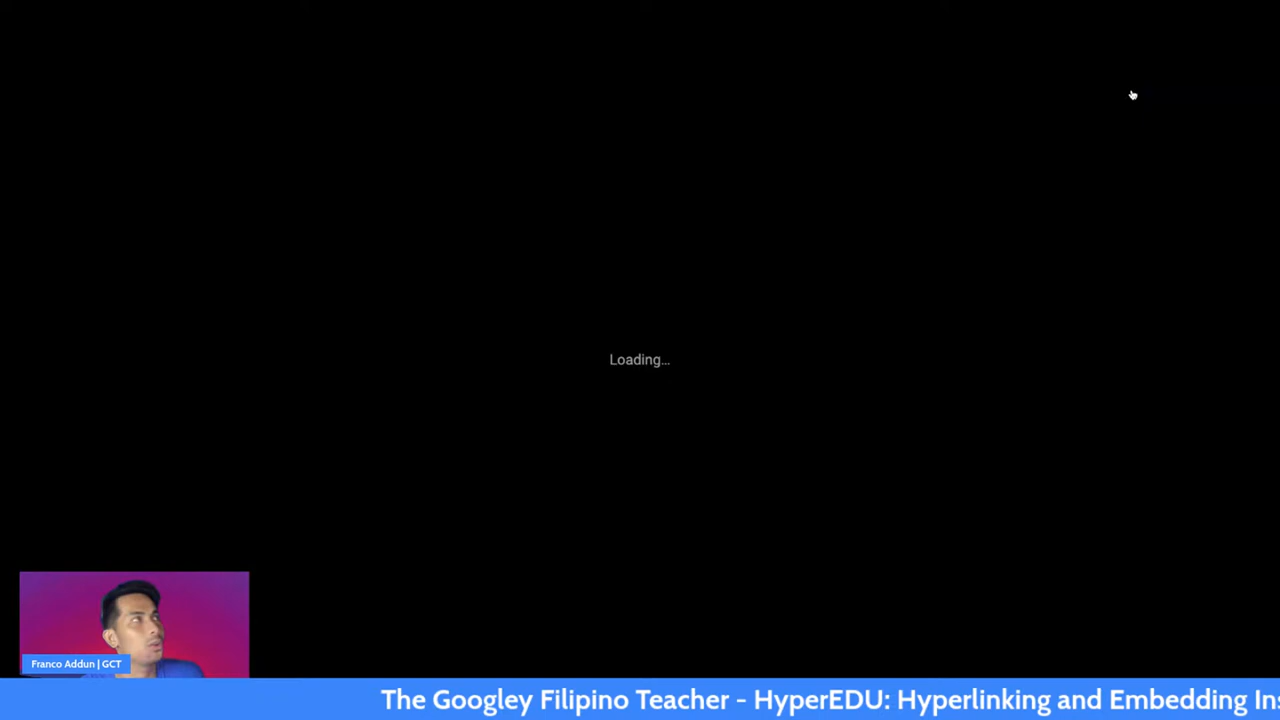 Loading...
Franco Addun | GCT
The Googley Filipino Teacher - HyperEDU: Hyperlinking and Embedding